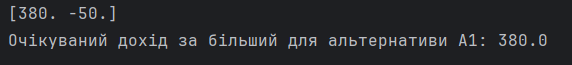 [380. -50.]
Очікуваний дохід за більший для альтернативи A1: 380.0